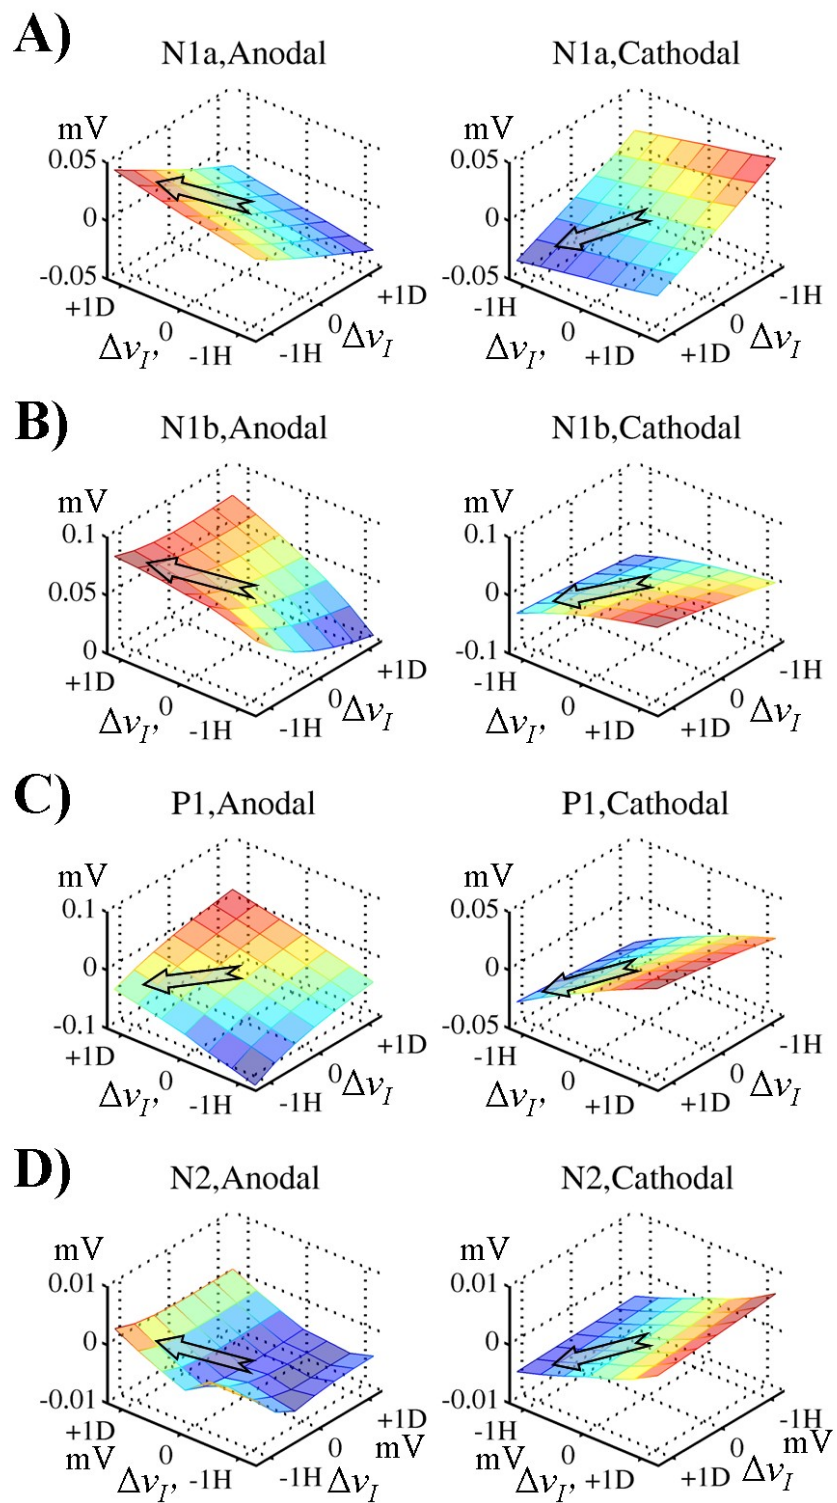 A)
N1a,Anodal N1a,Cathodal
mV mV
0.05 0.05
0 0
-0.05 -0.05
+1D +1D -1H -1H
0 0 0 0
Δv_I, -1H -1H Δv_I Δv_I, +1D +1D Δv_I
B)
N1b,Anodal N1b,Cathodal
mV mV
0.1 0.1
0.05 0
0 -0.1
+1D +1D -1H -1H
0 0 0 0
Δv_I, -1H -1H Δv_I Δv_I, +1D +1D Δv_I
C)
P1,Anodal P1,Cathodal
mV mV
0.1 0.05
0 0
-0.1 -0.05
+1D +1D -1H -1H
0 0 0 0
Δv_I, -1H -1H Δv_I Δv_I, +1D +1D Δv_I
D)
N2,Anodal N2,Cathodal
mV mV
0.01 0.01
0 0
-0.01 -0.01
+1D +1D -1H -1H
mV 0 0 mV mV 0 0 mV
Δv_I, -1H -1H Δv_I Δv_I, +1D +1D Δv_I